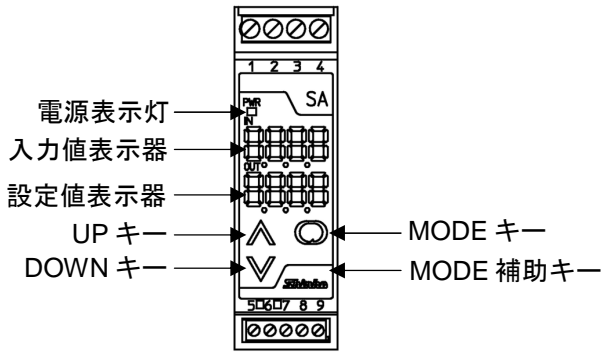 1 2 3 4
電源表示灯
PWR
SA
IN
入力値表示器
OUT
設定値表示器
UP キー
MODE キー
DOWN キー
MODE 補助キー
Shinko
5 6 7 8 9